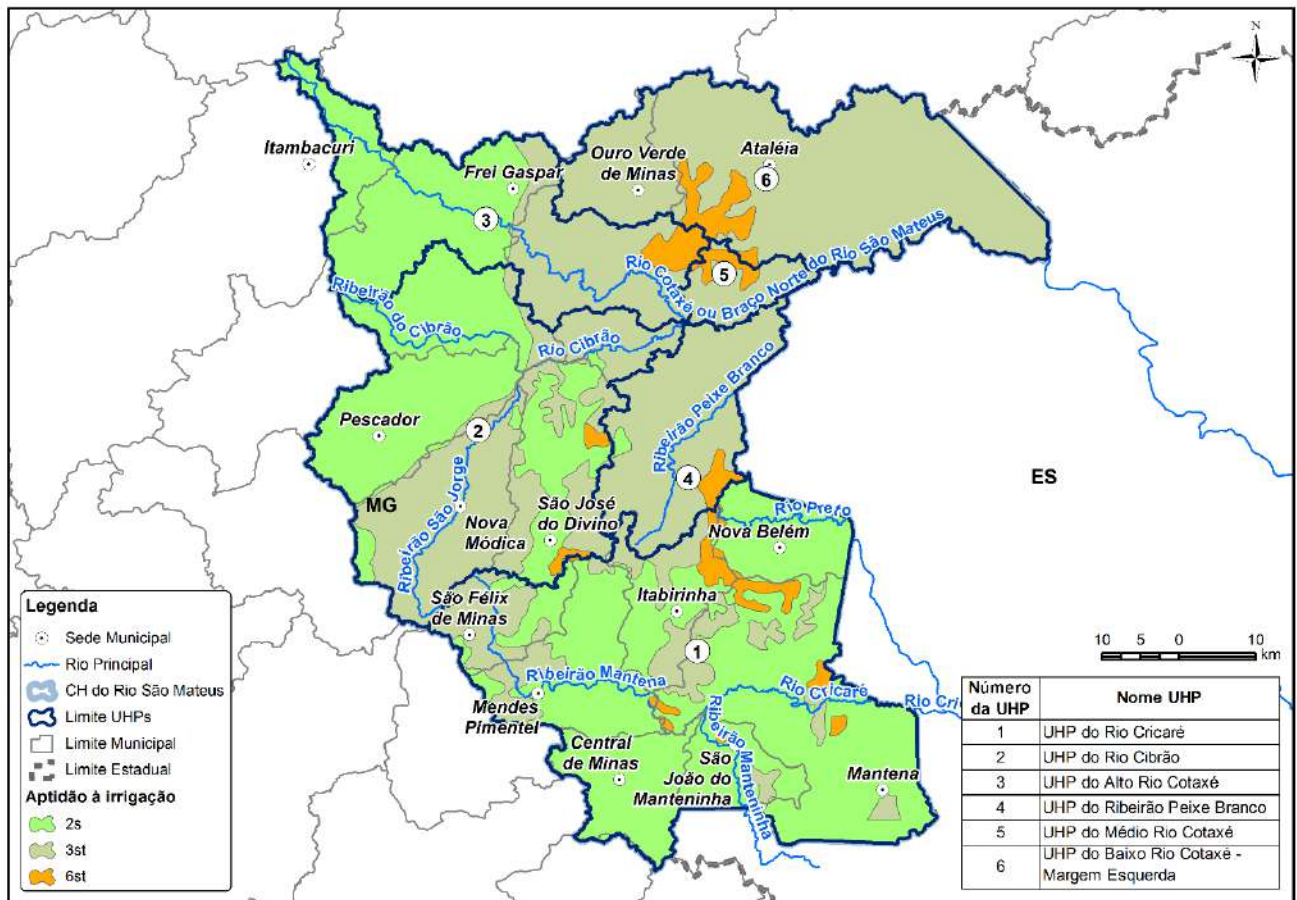 N
Itambacuri
Frei Gaspar
Ouro Verde
de Minas
Ataléia
6
3
Rio Cotaxé ou Braço Norte do Rio São Mateus
5
Ribeirão do Cibrão
Rio Cibrão
Ribeirão Peixe Branco
Pescador
2
4
ES
MG
Ribeirão São Jorge
Nova
Módica
São José
do Divino
Rio Preto
Nova Belém
São Félix
de Minas
Itabirinha
1
Ribeirão Mantena
Rio Cricaré
Rio Cri
Mendes
Pimentel
Ribeirão Manteninha
Central
de Minas
São
João do
Manteninha
Mantena
Legenda
Sede Municipal
Rio Principal
CH do Rio São Mateus
Limite UHPs
Limite Municipal
Limite Estadual
Aptidão à irrigação
2s
3st
6st
10 5 0 10
km
Número da UHP Nome UHP
1 UHP do Rio Cricaré
2 UHP do Rio Cibrão
3 UHP do Alto Rio Cotaxé
4 UHP do Ribeirão Peixe Branco
5 UHP do Médio Rio Cotaxé
6 UHP do Baixo Rio Cotaxé -
Margem Esquerda